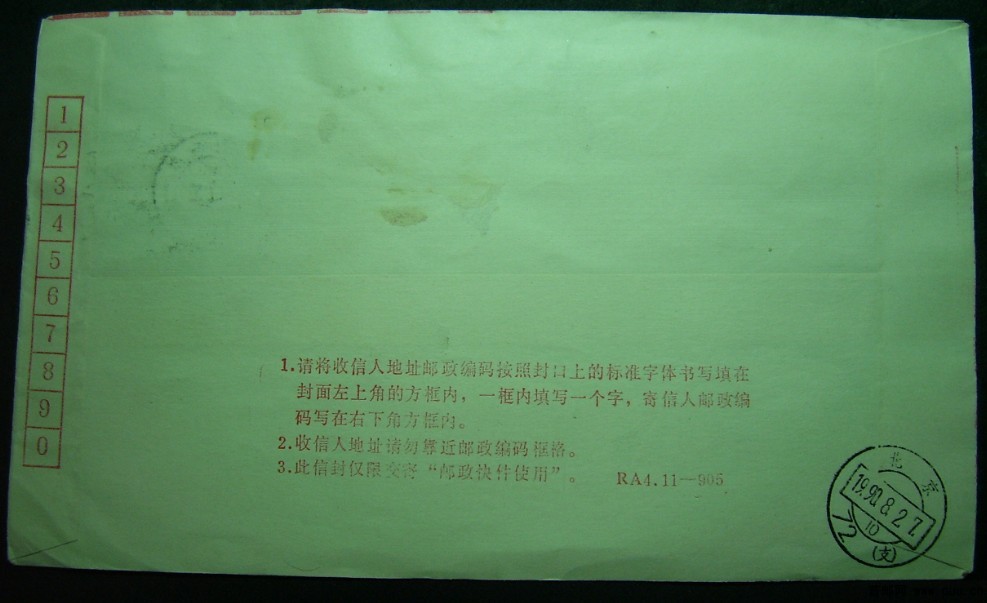 1
2
3
4
5
6
7
8
9
0
1.请将收信人地址邮政编码按照封口上的标准字体书写填在
封面左上角的方框内，一框内填写一个字，寄信人邮政编
码写在右下角方框内。
2.收信人地址请勿靠近邮政编码框格。
3.此信封仅限交寄“邮政快件使用”。 RA4.11—905
北京
1990.8.27
10
72
(支)